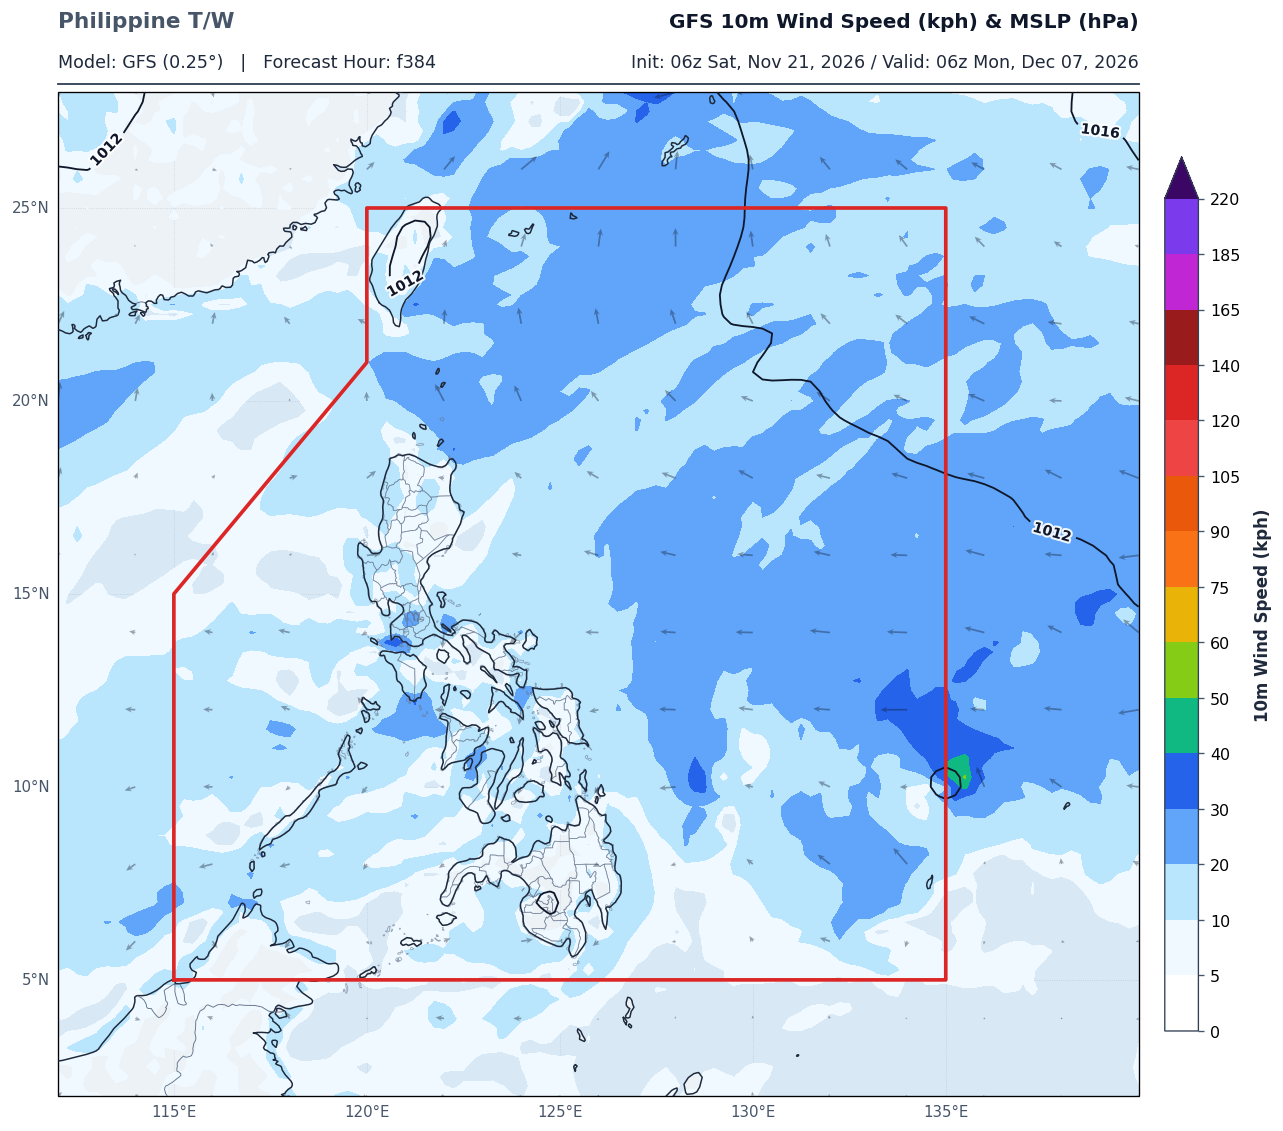 Philippine T/W
GFS 10m Wind Speed (kph) & MSLP (hPa)
Model: GFS (0.25°) | Forecast Hour: f384
Init: 06z Sat, Nov 21, 2026 / Valid: 06z Mon, Dec 07, 2026
1012
1016
1012
1012
25°N
20°N
15°N
10°N
5°N
115°E
120°E
125°E
130°E
135°E
220
185
165
140
120
105
90
75
60
50
40
30
20
10
5
0
10m Wind Speed (kph)